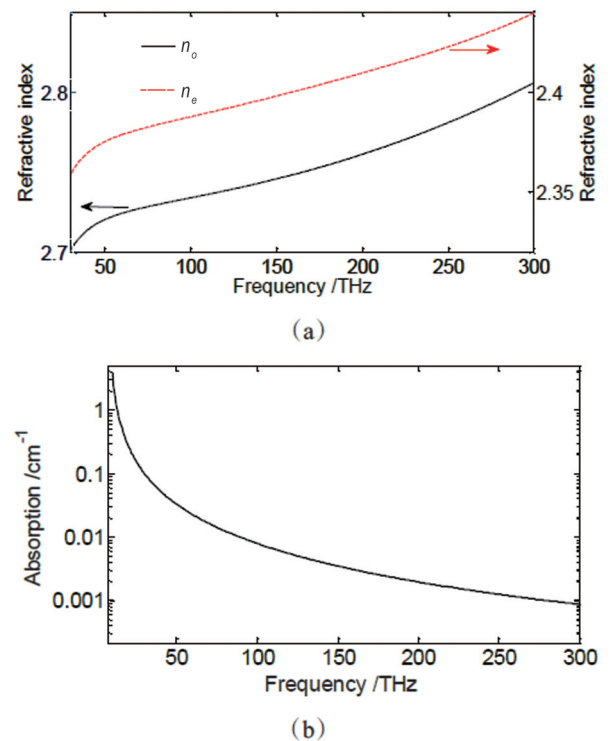 n_o
n_e
Refractive index
2.8
2.7
2.4
2.35
Refractive index
50
100
150
200
250
300
Frequency /THz
(a)
Absorption /cm⁻¹
1
0.1
0.01
0.001
50
100
150
200
250
300
Frequency /THz
(b)